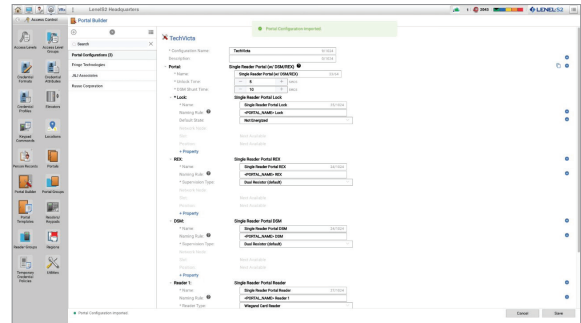 Level52 Headquarters
2065
LENELS2
Access Control
Portal Builder
Portal Configuration Imported
Access Levels
Access Level Groups
Credential Formats
Credential Attributes
Credential Profiles
Elevators
Keypad Commands
Locations
Person Records
Portals
Portal Builder
Portal Groups
Portal Templates
Reader/Keypads
Reader Groups
Regions
Temporary Credential Policies
Utilities
Search
Portal Configurations (3)
Kaser Corporation
TechVicta
* Configuration Name:
TechVicta
Description:
Portal:
Single Reader Portal (w/ DSM/REX)
* Name
Single Reader Portal (w/ DSM/REX)
* Unlock Time:
5
secs
* DSM Shunt Time:
10
secs
* Lock:
Single Reader Portal Lock
* Name
Single Reader Portal Lock
Naming Rule
<PORTAL_NAME> Lock
Default State
Not Energized
Network Node
Slot
Next Available
Position
Next Available
+ Property
REX:
Single Reader Portal REX
* Name
Single Reader Portal REX
Naming Rule
<PORTAL_NAME> REX
* Supervision Type
Dual Resistor (default)
Network Node
Slot
Next Available
Position
Next Available
+ Property
DSM:
Single Reader Portal DSM
* Name
Single Reader Portal DSM
Naming Rule
<PORTAL_NAME> DSM
* Supervision Type
Dual Resistor (default)
Network Node
Slot
Next Available
Position
Next Available
+ Property
Reader 1:
Single Reader Portal Reader
* Name
Single Reader Portal Reader
Naming Rule
<PORTAL_NAME> Reader 1
* Reader Type
Wiegand Card Reader
Portal Configuration Imported
Cancel
Save